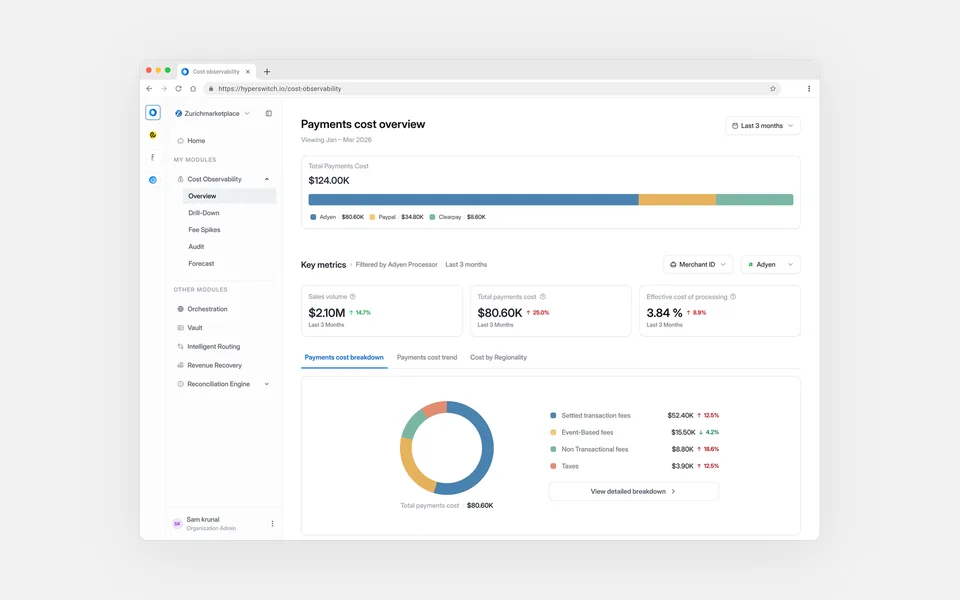 Cost observability
https://hyperswitch.io/cost-observability
Zurichmarketplace
Home
MY MODULES
Cost Observability
Overview
Drill-Down
Fee Spikes
Audit
Forecast
OTHER MODULES
Orchestration
Vault
Intelligent Routing
Revenue Recovery
Reconciliation Engine
SK
Sam krunal
Organisation Admin
Payments cost overview
Last 3 months
Viewing Jan – Mar 2026
Total Payments Cost
$124.00K
Adyen $80.60K Paypal $34.80K Clearpay $8.60K
Key metrics · Filtered by Adyen Processor Last 3 months
Merchant ID
Adyen
Sales volume
$2.10M ↑ 14.7%
Last 3 Months
Total payments cost
$80.60K ↑ 25.0%
Last 3 Months
Effective cost of processing
3.84 % ↑ 8.9%
Last 3 Months
Payments cost breakdown Payments cost trend Cost by Regionality
Total payments cost $80.60K
Settled transaction fees $52.40K ↑ 12.5%
Event-Based fees $15.50K ↓ 4.2%
Non Transactional fees $8.80K ↑ 18.6%
Taxes $3.90K ↑ 12.5%
View detailed breakdown